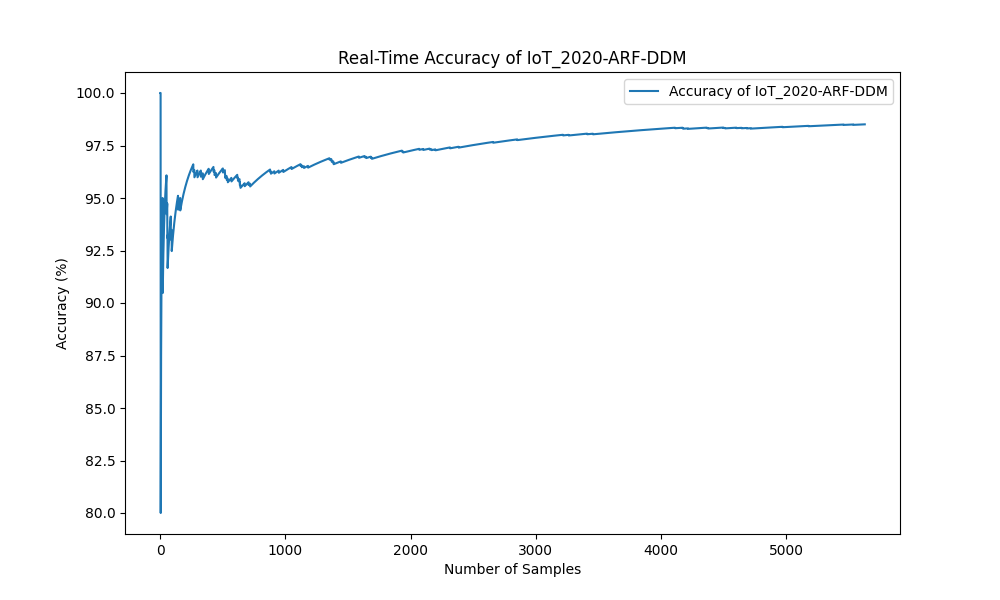 Real-Time Accuracy of IoT_2020-ARF-DDM
Accuracy of IoT_2020-ARF-DDM
Accuracy (%)
100.0
97.5
95.0
92.5
90.0
87.5
85.0
82.5
80.0
0 1000 2000 3000 4000 5000
Number of Samples